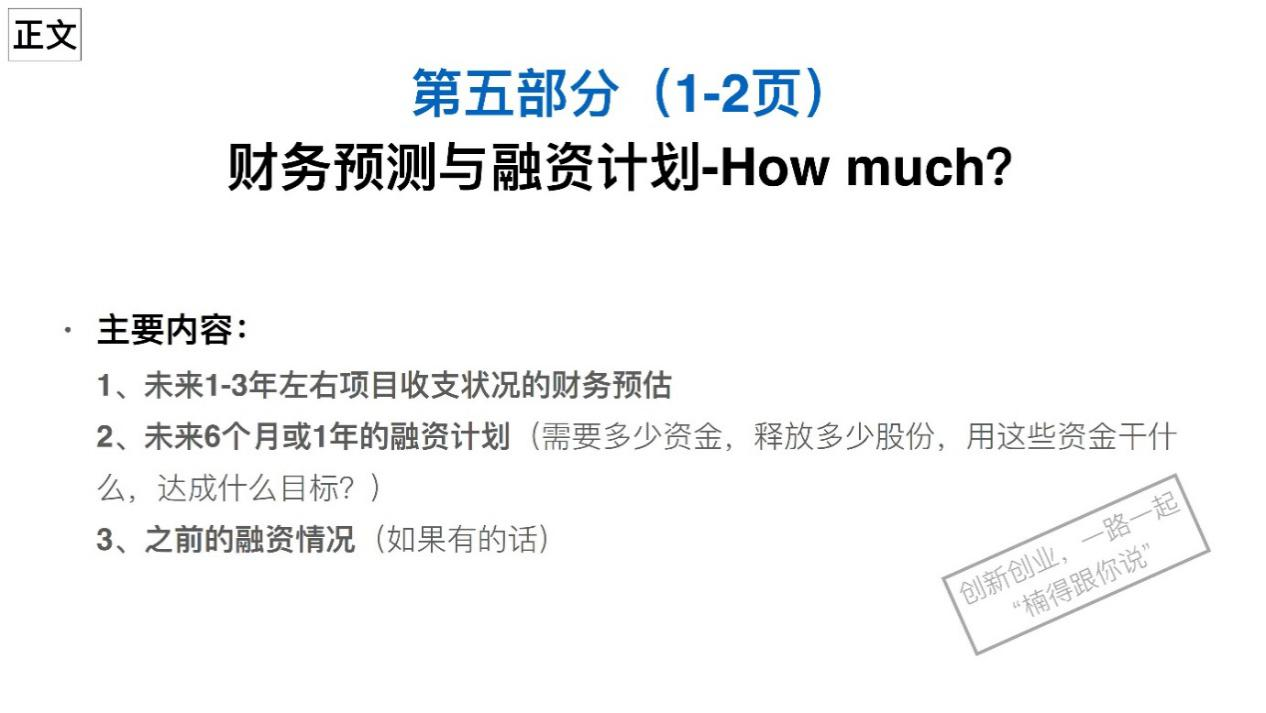 正文
第五部分（1-2页）
财务预测与融资计划-How much？
· 主要内容：
1、未来1-3年左右项目收支状况的财务预估
2、未来6个月或1年的融资计划（需要多少资金，释放多少股份，用这些资金干什
么，达成什么目标？）
3、之前的融资情况（如果有的话）
创新创业，一路一起
“楠得跟你说”